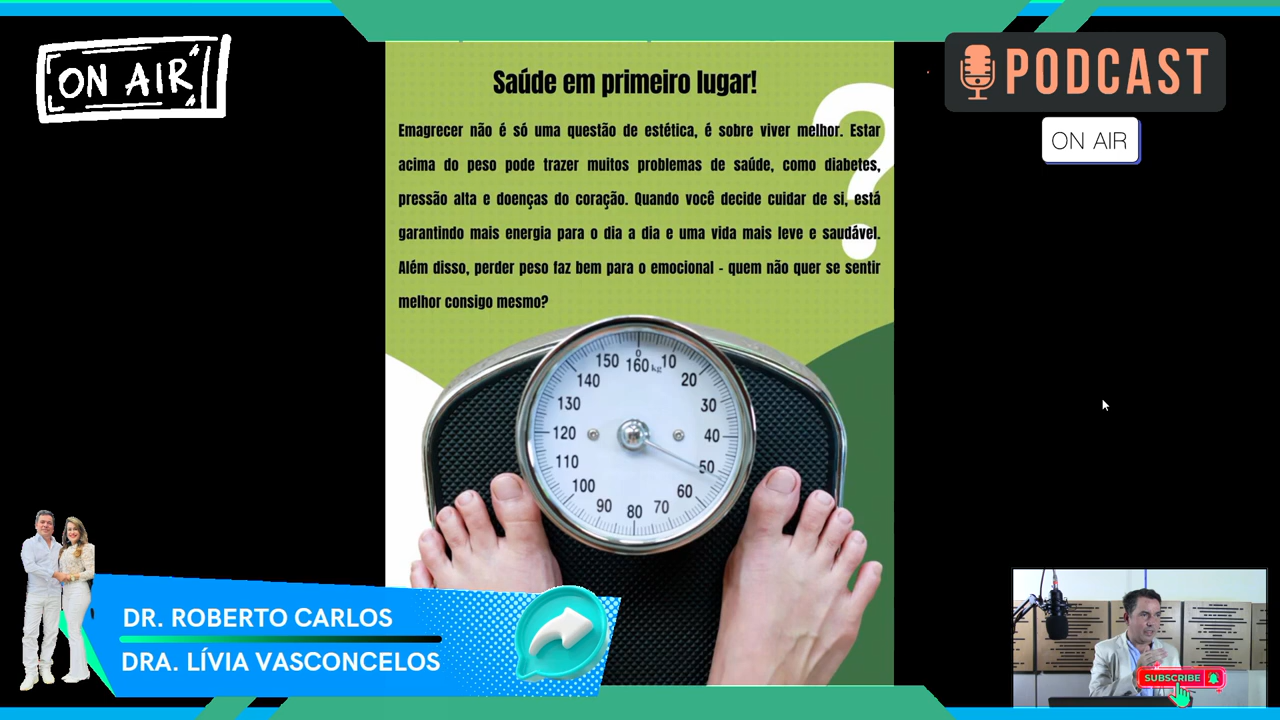 ON AIR
PODCAST
ON AIR
Saúde em primeiro lugar!
Emagrecer não é só uma questão de estética, é sobre viver melhor. Estar
acima do peso pode trazer muitos problemas de saúde, como diabetes,
pressão alta e doenças do coração. Quando você decide cuidar de si, está
garantindo mais energia para o dia a dia e uma vida mais leve e saudável.
Além disso, perder peso faz bem para o emocional - quem não quer se sentir
melhor consigo mesmo?
?
0
160 kg
10
20
30
40
50
60
70
80
90
100
110
120
130
140
150
DR. ROBERTO CARLOS
DRA. LÍVIA VASCONCELOS
SUBSCRIBE